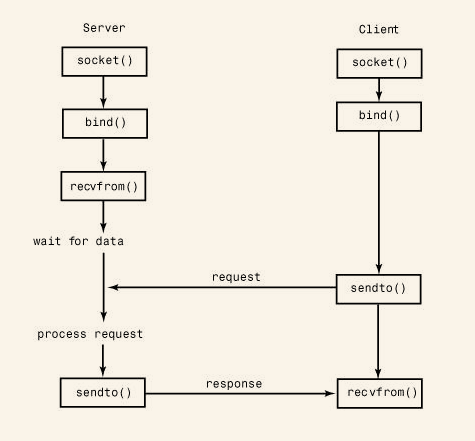 Server
Client
socket()
socket()
bind()
bind()
recvfrom()
wait for data
request
sendto()
process request
sendto()
response
recvfrom()